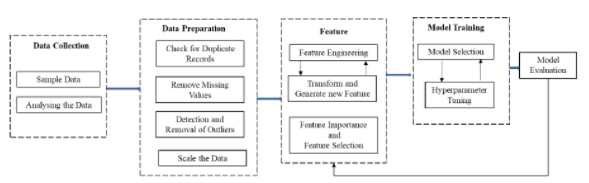 Data Collection
Sample Data
Analysing the Data
Data Preparation
Check for Duplicate
Records
Remove Missing
Values
Detection and
Removal of Outliers
Scale the Data
Feature
Feature Engineering
Transform and
Generate new Feature
Feature Importance
and
Feature Selection
Model Training
Model Selection
Hyperparameter
Tuning
Model
Evaluation